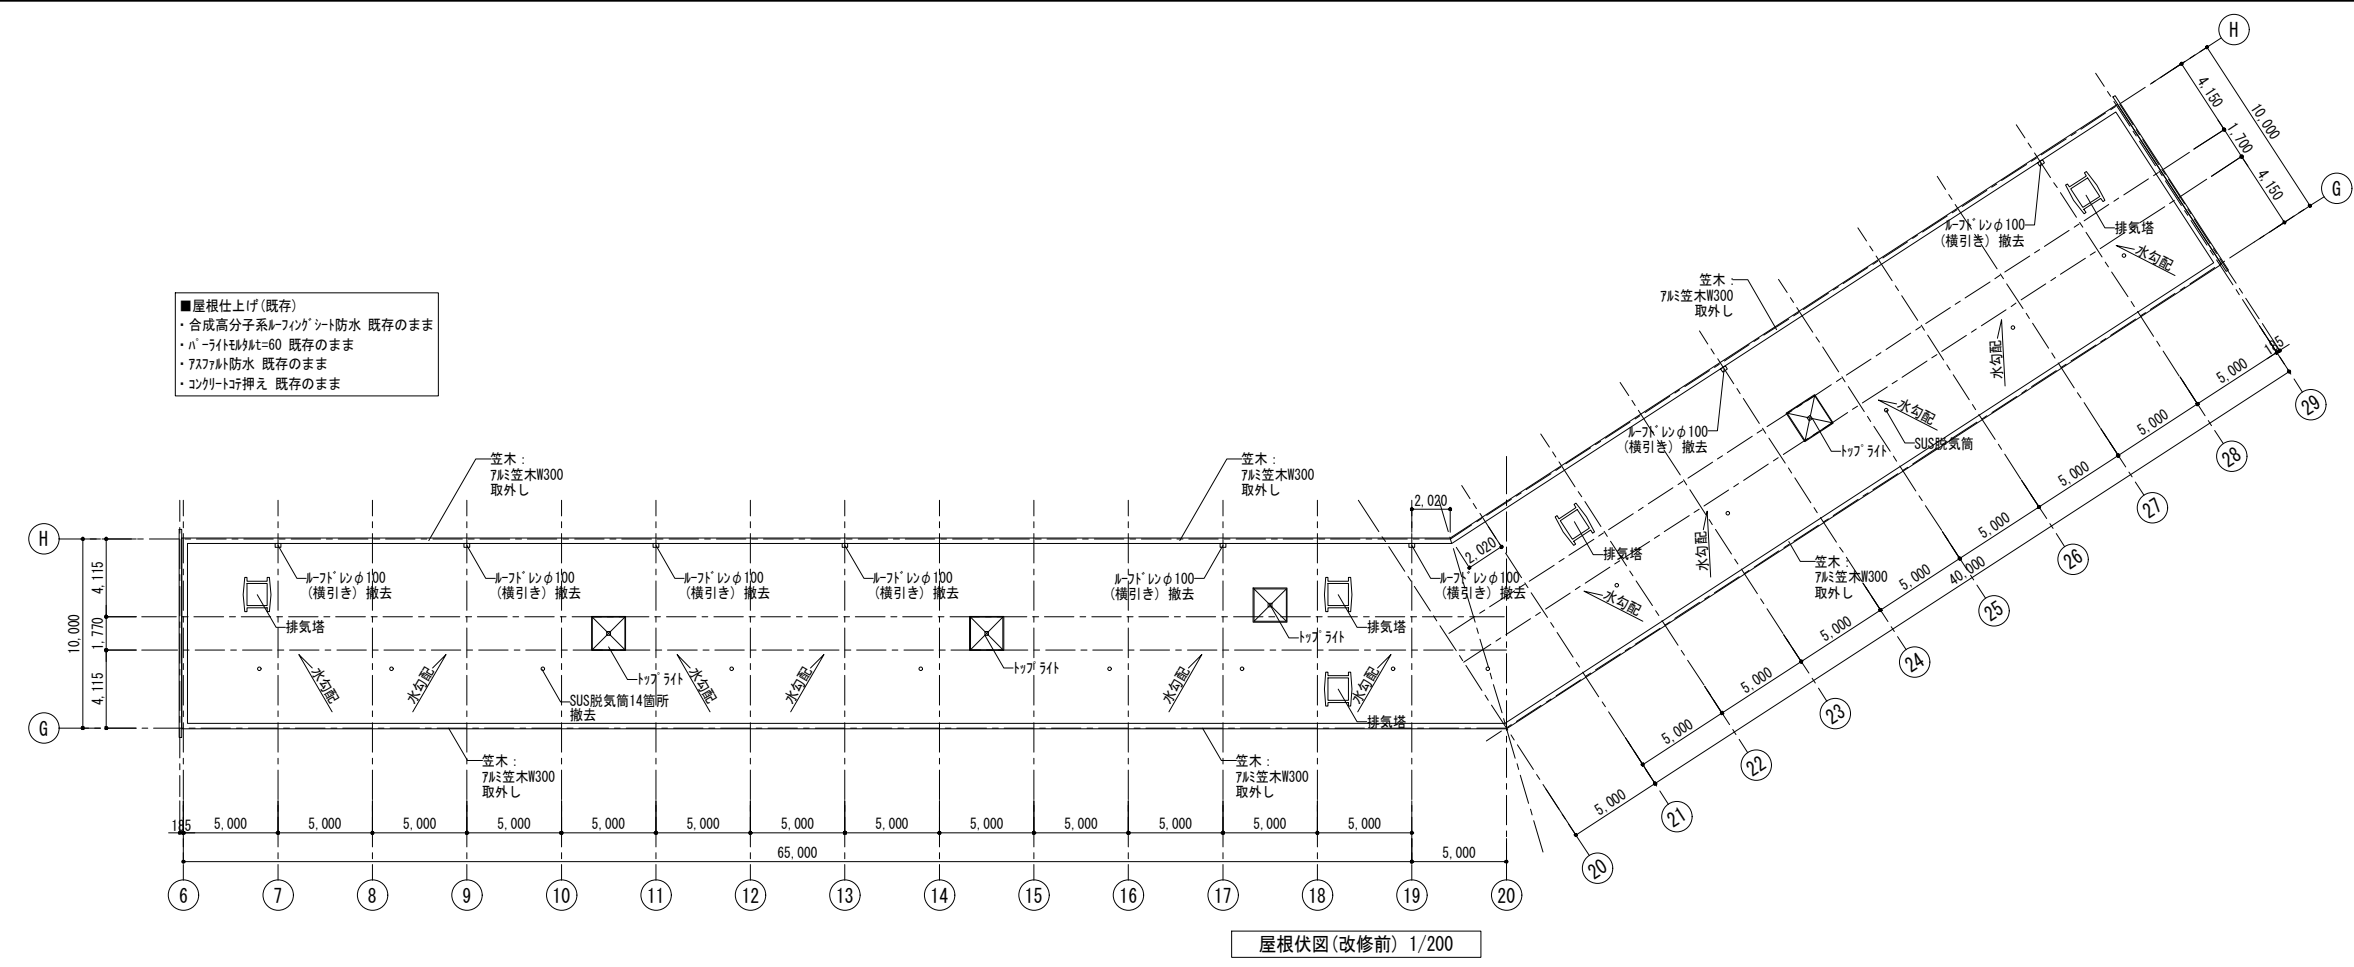 ■屋根仕上げ(既存)
・合成高分子系ﾙｰﾌｨﾝｸﾞｼｰﾄ防水 既存のまま
・ﾊﾟｰﾗｲﾄﾓﾙﾀﾙt=60 既存のまま
・ｱｽﾌｧﾙﾄ防水 既存のまま
・ｺﾝｸﾘｰﾄｺﾃ押え 既存のまま
H
4,150
10,000
1,700
4,150
G
ﾙｰﾌﾄﾞﾚﾝφ100
(横引き) 撤去
排気塔
水勾配
笠木：
ｱﾙﾐ笠木W300
取外し
水勾配
185
5,000
29
水勾配
SUS脱気筒
5,000
28
ﾙｰﾌﾄﾞﾚﾝφ100
(横引き) 撤去
ﾄｯﾌﾟﾗｲﾄ
5,000
27
笠木：
ｱﾙﾐ笠木W300
取外し
笠木：
ｱﾙﾐ笠木W300
取外し
2,020
2,020
排気塔
水勾配
水勾配
笠木：
ｱﾙﾐ笠木W300
取外し
5,000
26
40,000
5,000
25
5,000
24
5,000
23
5,000
22
5,000
21
20
H
4,115
10,000
1,770
4,115
G
ﾙｰﾌﾄﾞﾚﾝφ100
(横引き) 撤去
ﾙｰﾌﾄﾞﾚﾝφ100
(横引き) 撤去
ﾙｰﾌﾄﾞﾚﾝφ100
(横引き) 撤去
ﾙｰﾌﾄﾞﾚﾝφ100
(横引き) 撤去
ﾙｰﾌﾄﾞﾚﾝφ100
(横引き) 撤去
ﾙｰﾌﾄﾞﾚﾝφ100
(横引き) 撤去
排気塔
ﾄｯﾌﾟﾗｲﾄ
排気塔
ﾄｯﾌﾟﾗｲﾄ
ﾄｯﾌﾟﾗｲﾄ
水勾配
水勾配
水勾配
水勾配
水勾配
水勾配
SUS脱気筒14箇所
撤去
排気塔
笠木：
ｱﾙﾐ笠木W300
取外し
笠木：
ｱﾙﾐ笠木W300
取外し
185 5,000 5,000 5,000 5,000 5,000 5,000 5,000 5,000 5,000 5,000 5,000 5,000 5,000
65,000 5,000
6 7 8 9 10 11 12 13 14 15 16 17 18 19 20
屋根伏図(改修前) 1/200